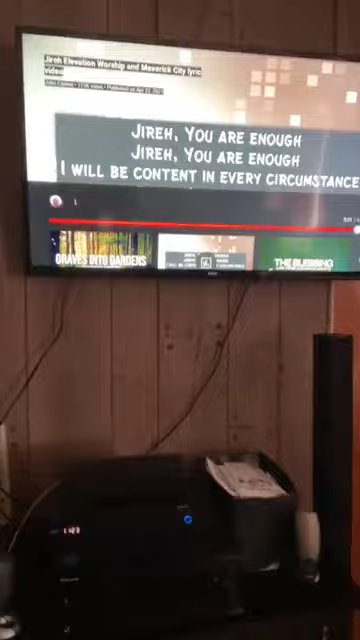 Jireh Elevation Worship and Maverick City lyric
video
JIREH, YOU ARE ENOUGH
JIREH, YOU ARE ENOUGH
I WILL BE CONTENT IN EVERY CIRCUMSTANCE
GRAVES INTO GARDENS
THE BLESSING